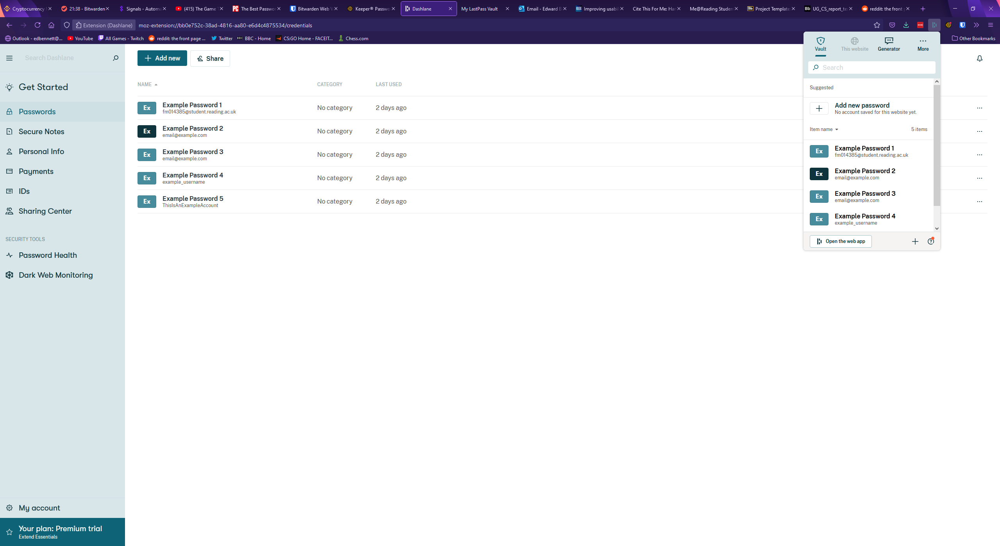 Cryptocurrency
21:38 - Bitwarden
Signals - Automa
(415) The Game T
PC The Best Passwor
Bitwarden Web V
Keeper® Passwo
Dashlane
My LastPass Vault
Email - Edward B
IEEE Improving usabil
Cite This For Me: Har
Me@Reading Studen
Bb Project Template
Bb UG_CS_report_te
reddit: the front p
Extension (Dashlane)
moz-extension://bb0e752c-38ad-4816-aa80-e6d4c4875534/credentials
Outlook - edbennett@...
YouTube
All Games - Twitch
reddit: the front page ...
Twitter
BBC BBC - Home
CS:GO Home - FACEIT...
Chess.com
Other Bookmarks
Search Dashlane
Get Started
Passwords
Secure Notes
Personal Info
Payments
IDs
Sharing Center
SECURITY TOOLS
Password Health
Dark Web Monitoring
My account
Your plan: Premium trial
Extend Essentials
Add new
Share
NAME CATEGORY LAST USED
Ex Example Password 1 No category 2 days ago
fm014385@student.reading.ac.uk
Ex Example Password 2 No category 2 days ago
email@example.com
Ex Example Password 3 No category 2 days ago
email@example.com
Ex Example Password 4 No category 2 days ago
example_username
Ex Example Password 5 No category 2 days ago
ThisIsAnExampleAccount
Vault
This website
Generator
More
Search
Suggested
Add new password
No account saved for this website yet.
Item name 5 items
Ex Example Password 1
fm014385@student.reading.ac.uk
Ex Example Password 2
email@example.com
Ex Example Password 3
email@example.com
Ex Example Password 4
example_username
Open the web app